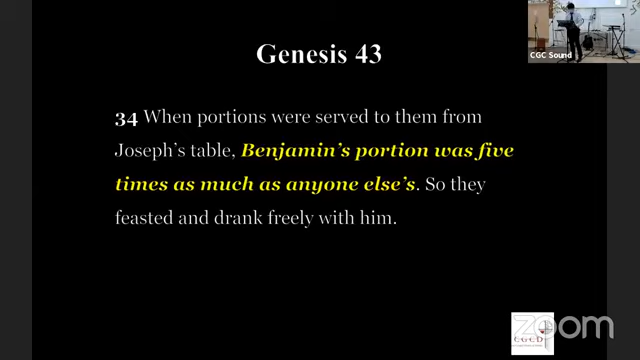 CGC Sound
Genesis 43
34 When portions were served to them from
Joseph's table, Benjamin's portion was five
times as much as anyone else's. So they
feasted and drank freely with him.
zoom
CGCD